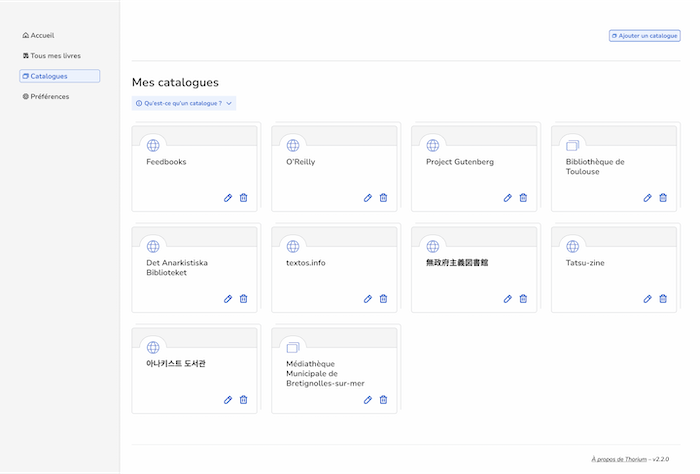 Accueil
Ajouter un catalogue
Tous mes livres
Catalogues
Préférences
Mes catalogues
Qu'est-ce qu'un catalogue ?
Feedbooks
O'Reilly
Project Gutenberg
Bibliothèque de
Toulouse
Det Anarkistiska
Biblioteket
textos.info
無政府主義図書館
Tatsu-zine
아나키스트 도서관
Médiathèque
Municipale de
Bretignolles-sur-mer
À propos de Thorium – v2.2.0